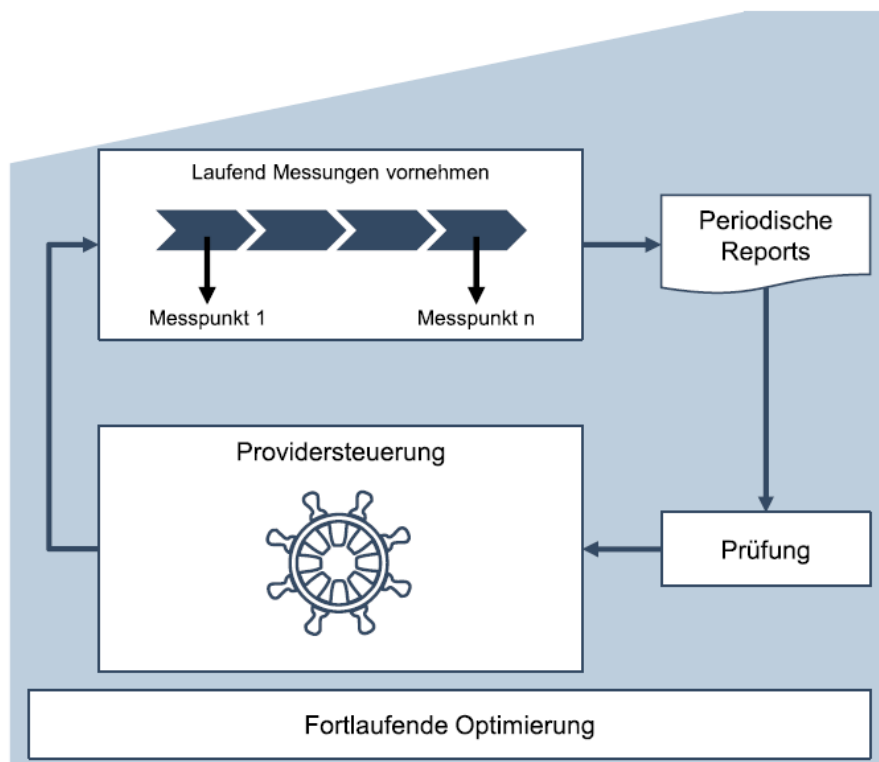 Laufend Messungen vornehmen
Messpunkt 1
Messpunkt n
Periodische
Reports
Providersteuerung
Prüfung
Fortlaufende Optimierung